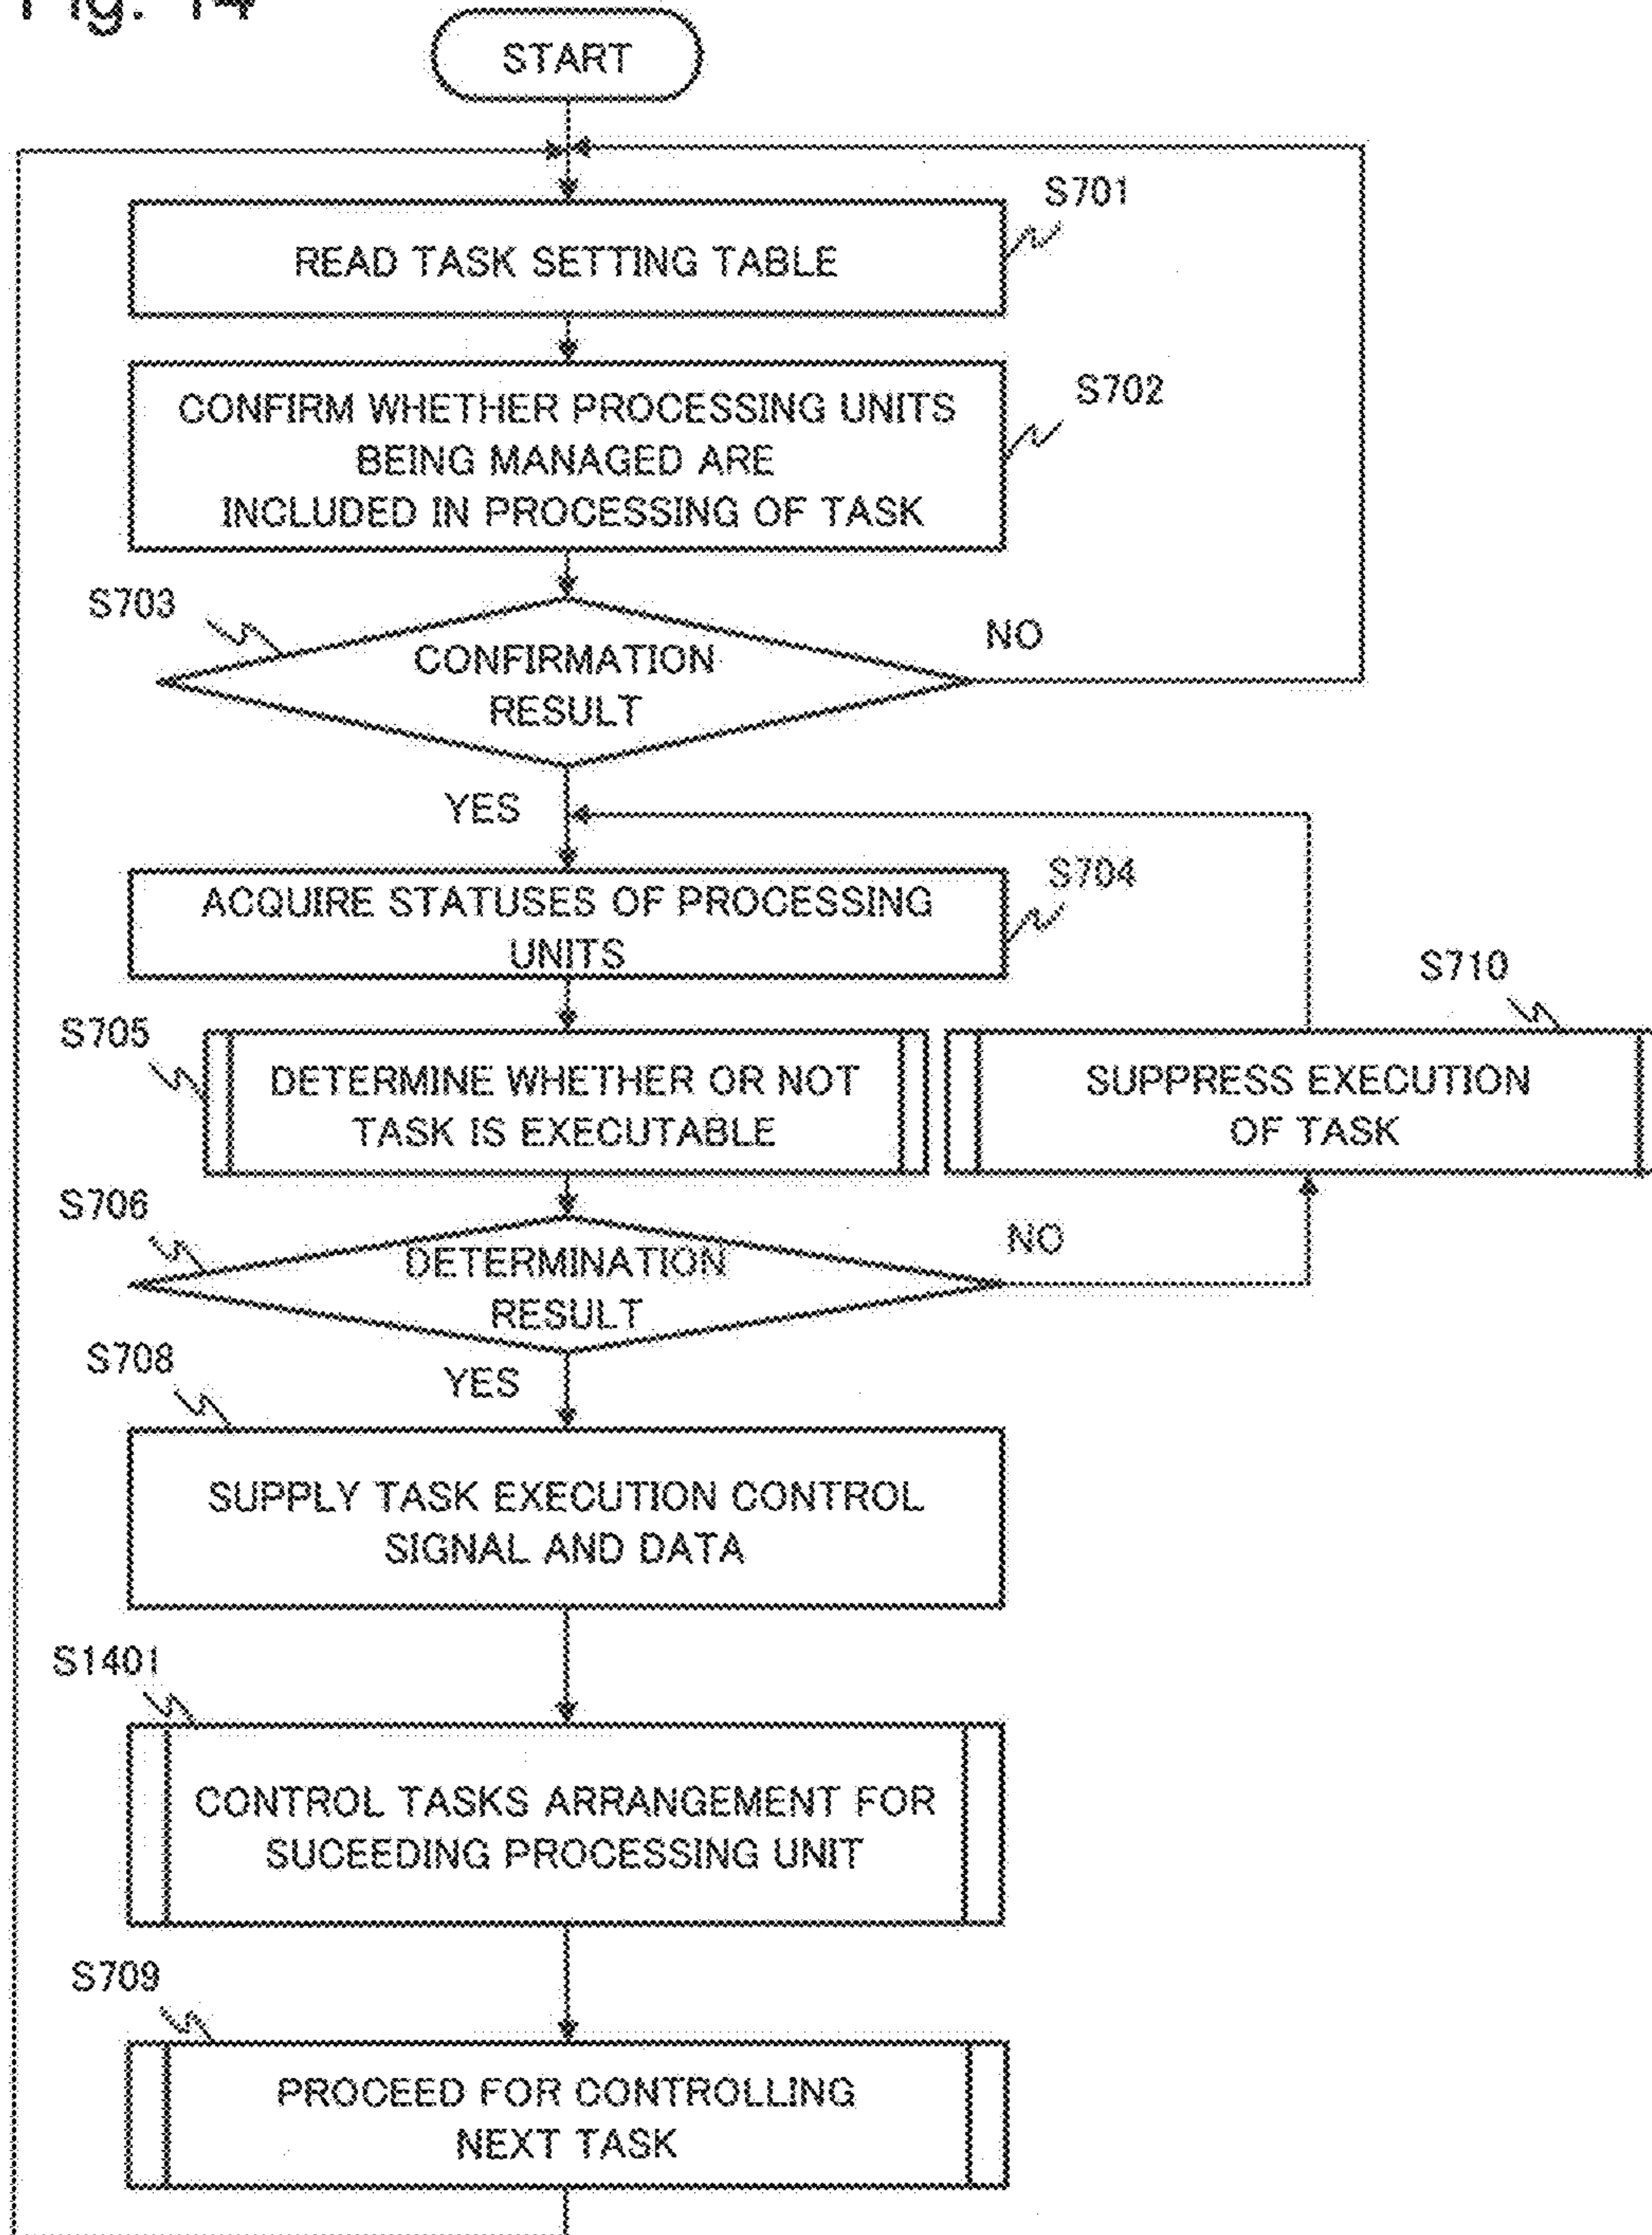 Fig. 14
START
S701
READ TASK SETTING TABLE
S702
CONFIRM WHETHER PROCESSING UNITS
BEING MANAGED ARE
INCLUDED IN PROCESSING OF TASK
S703
CONFIRMATION
RESULT
NO
YES
S704
ACQUIRE STATUSES OF PROCESSING
UNITS
S710
S705
DETERMINE WHETHER OR NOT
TASK IS EXECUTABLE
SUPPRESS EXECUTION
OF TASK
S706
DETERMINATION
RESULT
NO
S708
YES
SUPPLY TASK EXECUTION CONTROL
SIGNAL AND DATA
S1401
CONTROL TASKS ARRANGEMENT FOR
SUCEEDING PROCESSING UNIT
S709
PROCEED FOR CONTROLLING
NEXT TASK